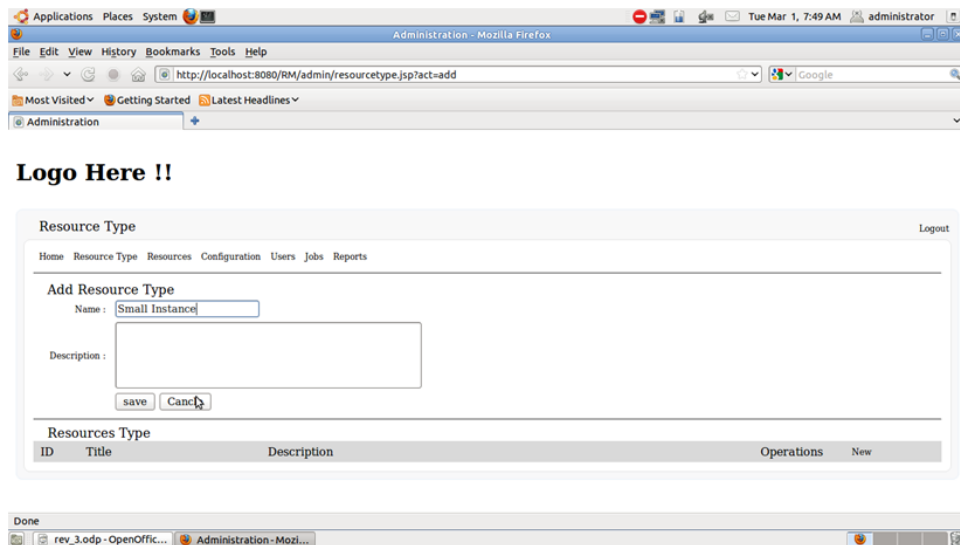 Applications Places System Tue Mar 1, 7:49 AM administrator
Administration - Mozilla Firefox
File Edit View History Bookmarks Tools Help
http://localhost:8080/RM/admin/resourcetype.jsp?act=add Google
Most Visited Getting Started Latest Headlines
Administration
Logo Here !!
Resource Type Logout
Home Resource Type Resources Configuration Users Jobs Reports
Add Resource Type
Name : Small Instance
Description :
save
Resources Type
ID Title Description Operations New
Done
rev_3.odp - OpenOffic... Administration - Mozi...